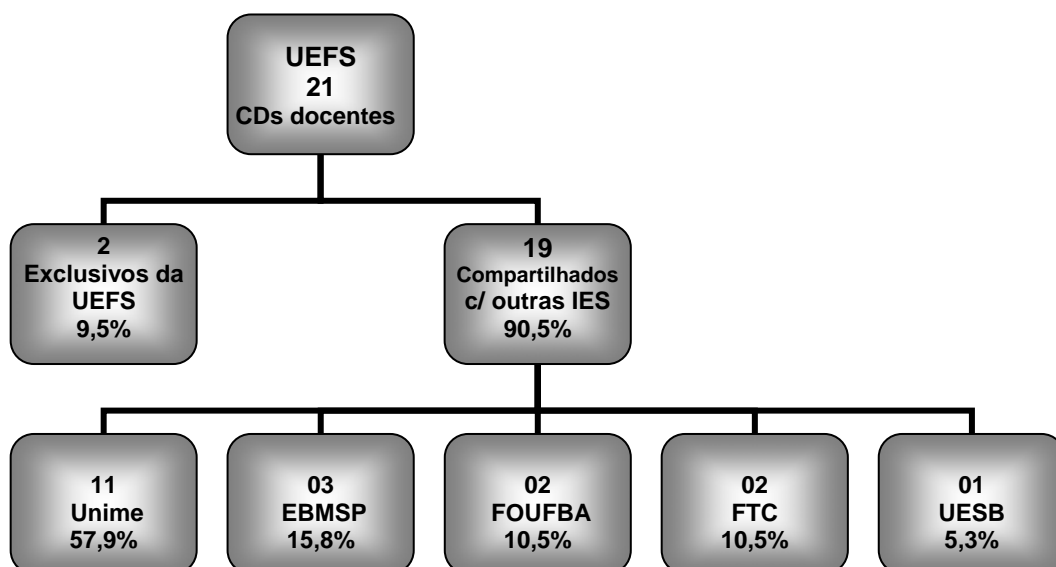 UEFS
21
CDs docentes
2
Exclusivos da
UEFS
9,5%
19
Compartilhados
c/ outras IES
90,5%
11
Unime
57,9%
03
EBMSP
15,8%
02
FOUFBA
10,5%
02
FTC
10,5%
01
UESB
5,3%